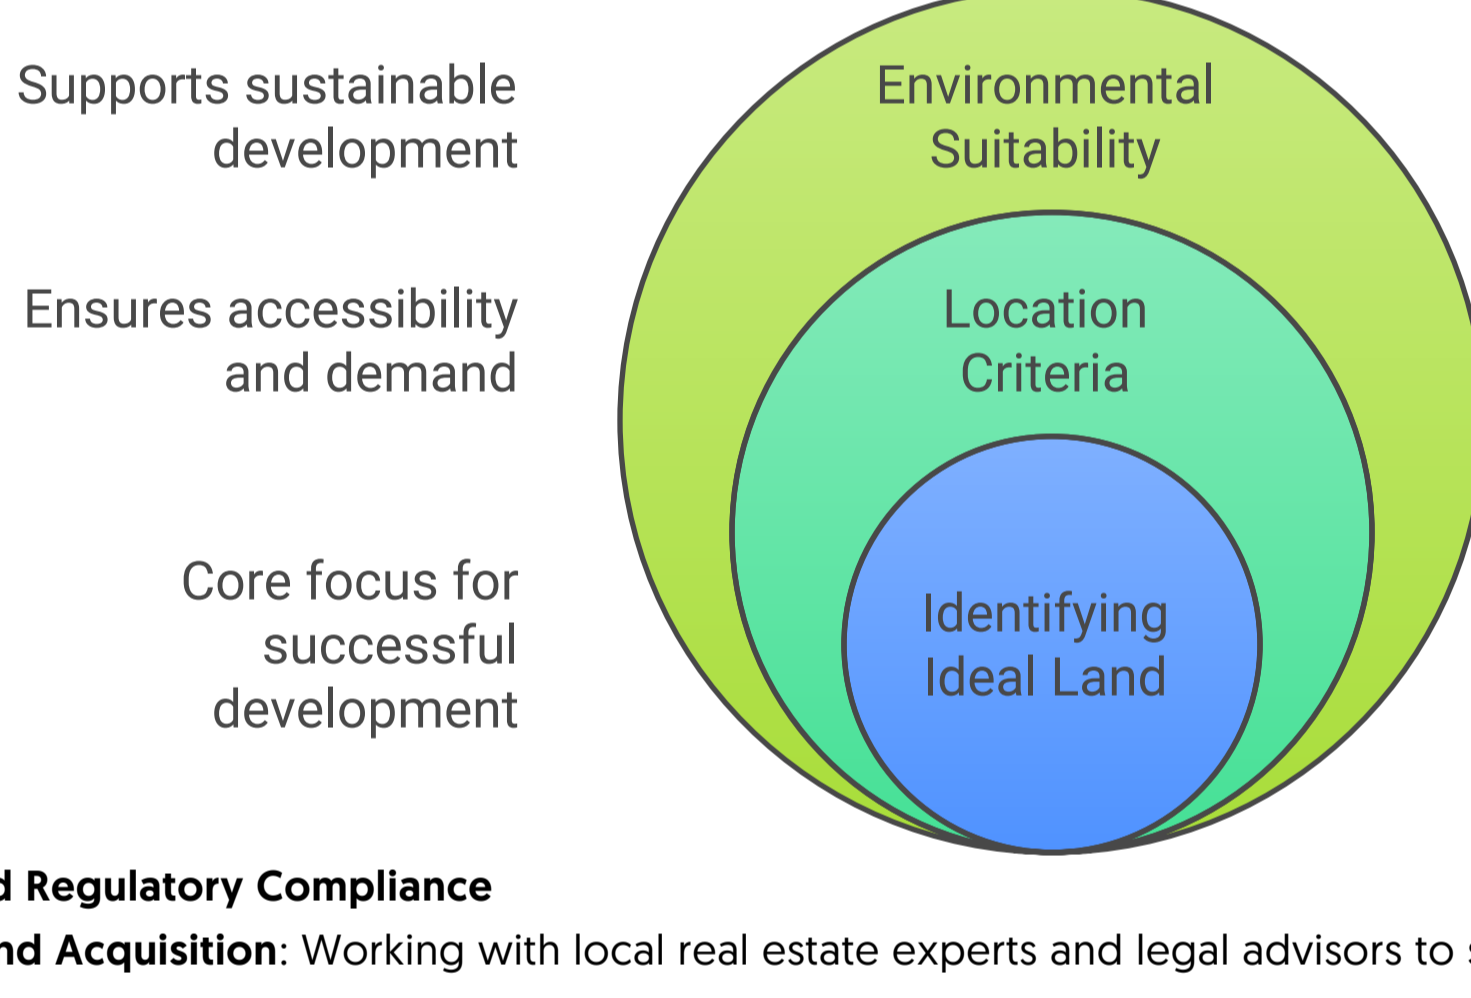 Supports sustainable
development
Environmental
Suitability
Ensures accessibility
and demand
Location
Criteria
Core focus for
successful
development
Identifying
Ideal Land
Regulatory Compliance
Acquisition: Working with local real estate experts and legal advisors to